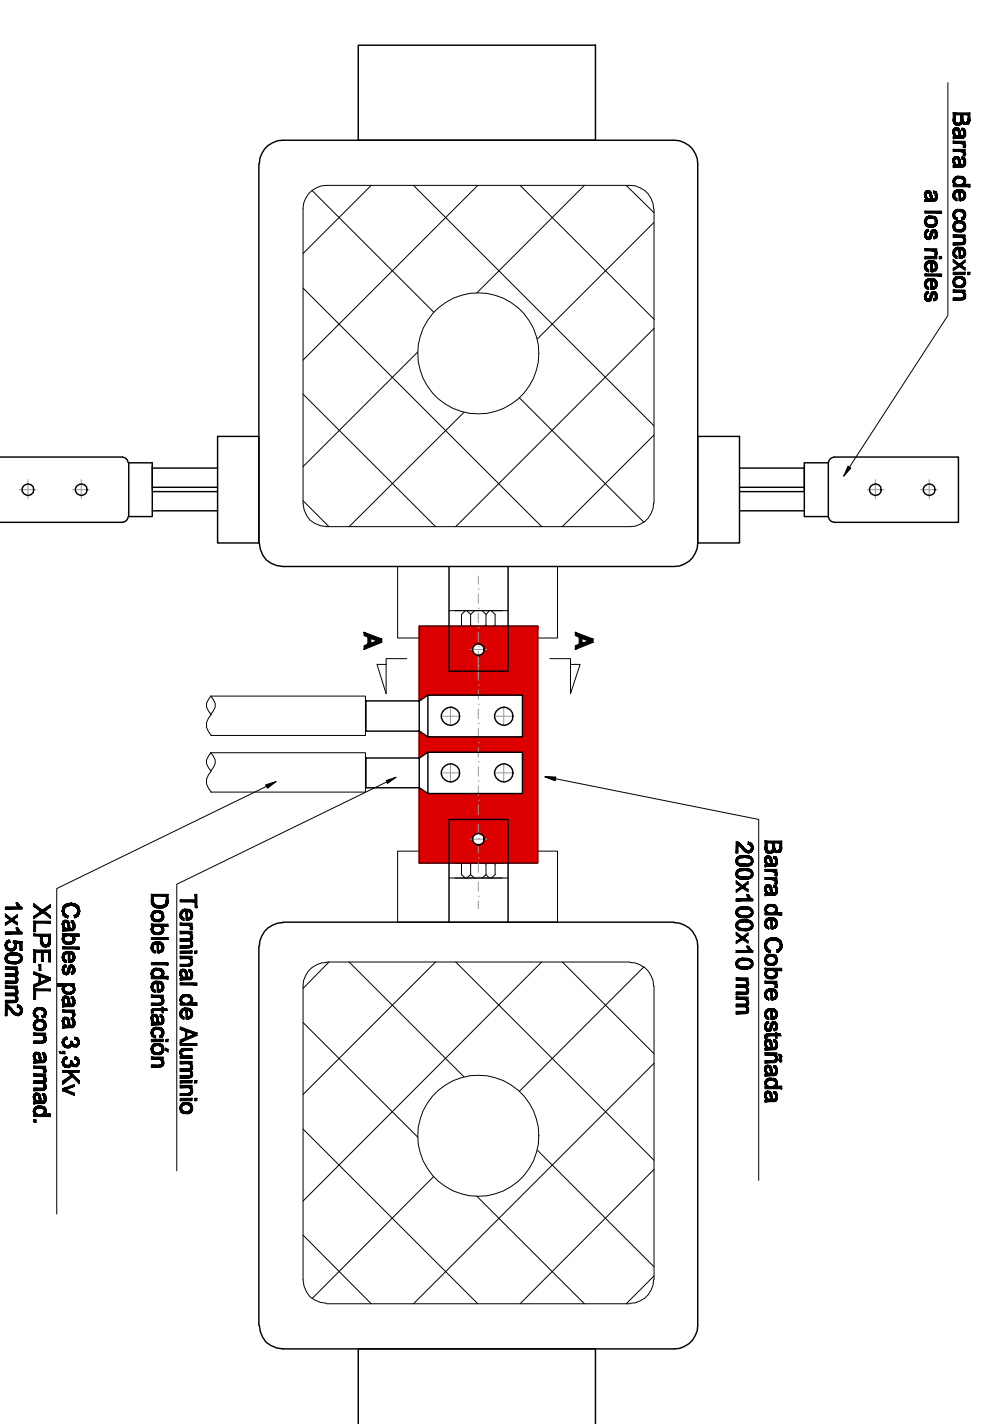 Barra de conexion
a los rieles
A
A
Barra de Cobre estañada
200x100x10 mm
Terminal de Aluminio
Doble Identación
Cables para 3,3Kv
XLPE-AL con armad.
1x150mm2